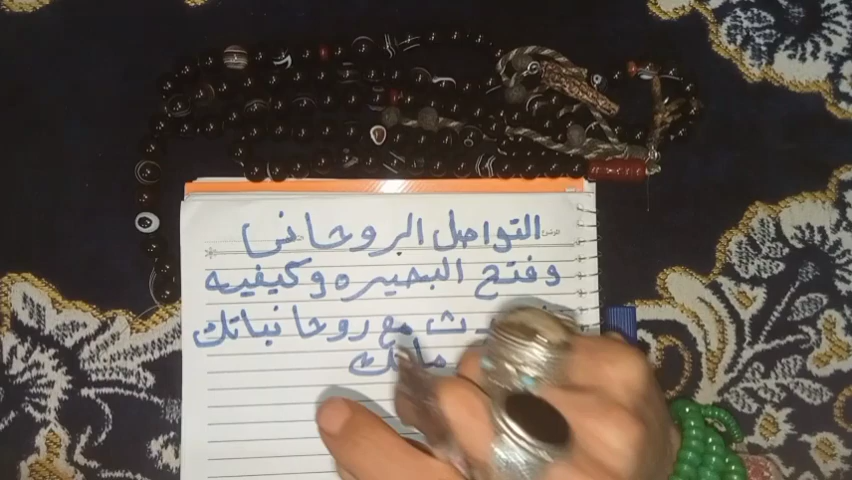 التواصل الروحاني
وفتح البصيره وكيفيه
مع روحانياتك